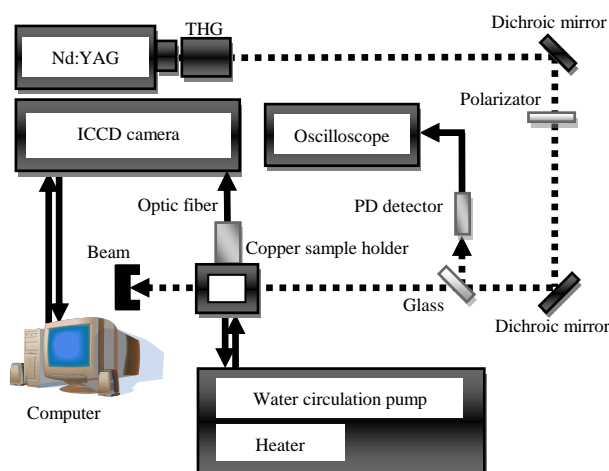 THG
Dichroic mirror
Nd:YAG
Polarizator
ICCD camera
Oscilloscope
Optic fiber
PD detector
Copper sample holder
Beam
Glass
Dichroic mirror
Water circulation pump
Computer
Heater